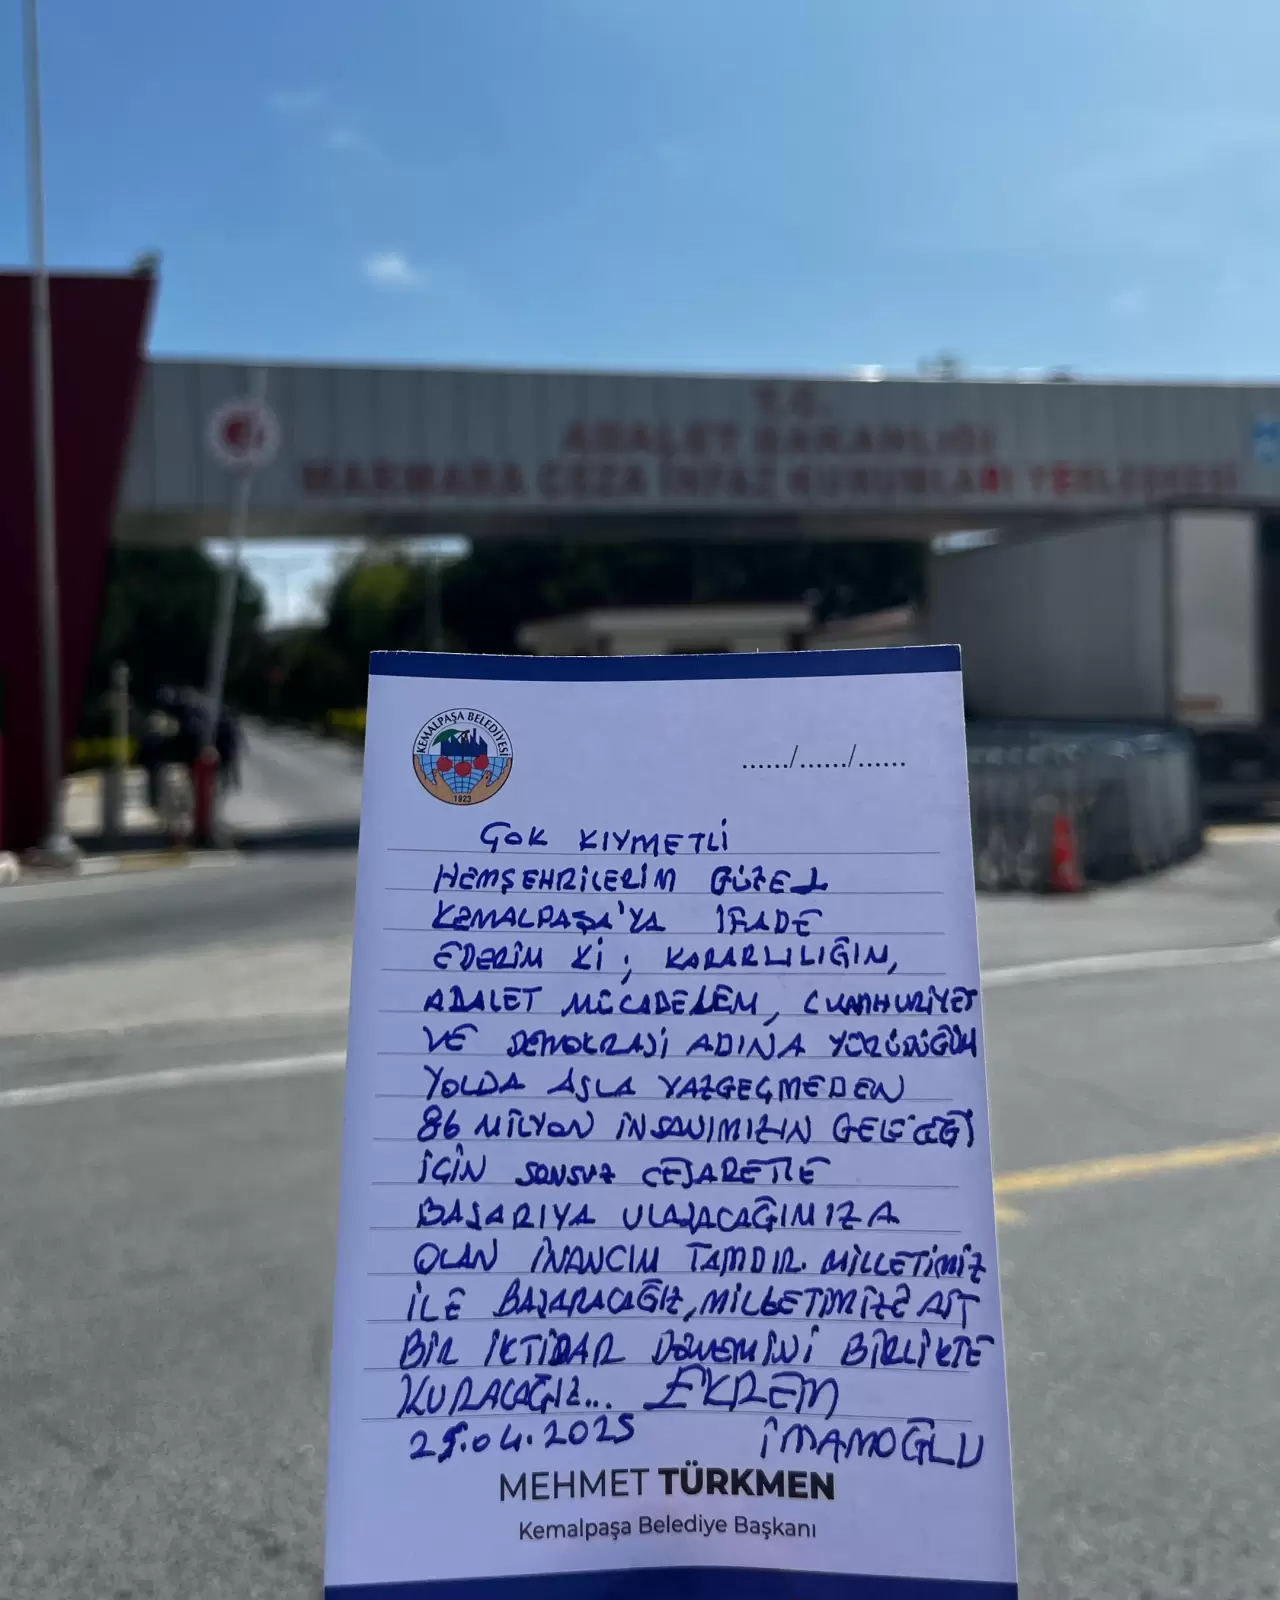 T.C.
ADALET BAKANLIĞI
MARMARA CEZA İNFAZ KURUMLARI YERLEŞKESİ
KEMALPAŞA BELEDİYESİ
1923
....../....../......
ÇOK KIYMETLİ
HEMŞEHRİLERİM GÜZEL
KEMALPAŞA'YA İFADE
EDERİM Kİ; KARARLILIĞIM,
ADALET MÜCADELEM, CUMHURİYET
VE DEMOKRASİ ADINA YÜRÜDÜĞÜM
YOLDA ASLA VAZGEÇMEDEN
86 MİLYON İNSANIMIZIN GELECEĞİ
İÇİN SONSUZ CESARETLE
BAŞARIYA ULAŞACAĞIMIZA
OLAN İNANCIM TAMDIR. MİLLETİMİZ
İLE BAŞARACAĞIZ, MİLLETİMİZE AİT
BİR İKTİDAR DÖNEMİNİ BİRLİKTE
KURACAĞIZ... EKREM
25.04.2025 İMAMOĞLU
MEHMET TÜRKMEN
Kemalpaşa Belediye Başkanı